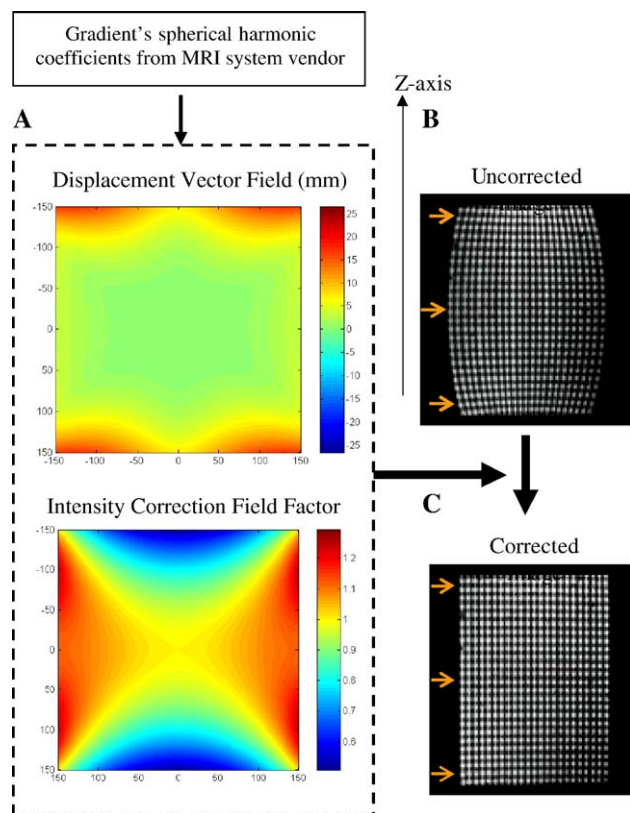 Gradient's spherical harmonic
coefficients from MRI system vendor
A
Displacement Vector Field (mm)
-150
-100
-50
0
50
100
150
-150 -100 -50 0 50 100 150
25
20
15
10
5
0
-5
-10
-15
-20
-25
Intensity Correction Field Factor
-150
-100
-50
0
50
100
150
150 100 50 0 50 100 150
1.2
1.1
1
0.9
0.8
0.7
0.6
Z-axis
B
Uncorrected
C
Corrected